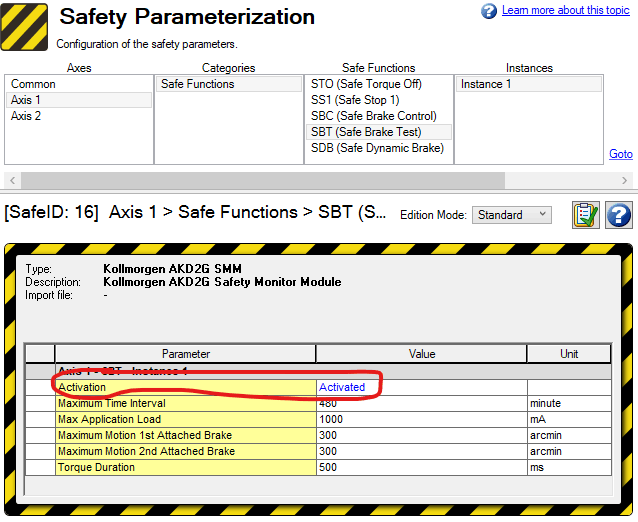 Safety Parameterization
Learn more about this topic
Configuration of the safety parameters.
Axes
Categories
Safe Functions
Instances
Common
Axis 1
Axis 2
Safe Functions
STO (Safe Torque Off)
SS1 (Safe Stop 1)
SBC (Safe Brake Control)
SBT (Safe Brake Test)
SDB (Safe Dynamic Brake)
Instance 1
Goto
[SafeID: 16] Axis 1 > Safe Functions > SBT (S...
Edition Mode: Standard
Type: Kollmorgen AKD2G SMM
Description: Kollmorgen AKD2G Safety Monitor Module
Import file: -
Parameter Value Unit
Axis 1 - SBT - Instance 1
Activation Activated
Maximum Time Interval 480 minute
Max Application Load 1000 mA
Maximum Motion 1st Attached Brake 300 arcmin
Maximum Motion 2nd Attached Brake 300 arcmin
Torque Duration 500 ms